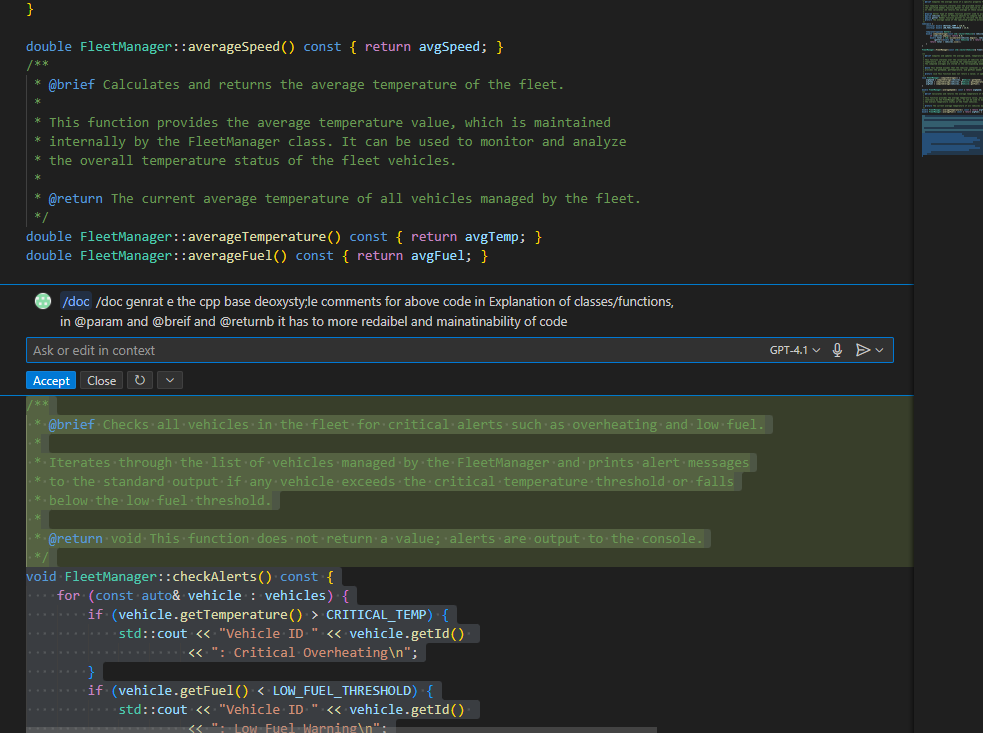 }
double FleetManager::averageSpeed() const { return avgSpeed; }
/**
 * @brief Calculates and returns the average temperature of the fleet.
 *
 * This function provides the average temperature value, which is maintained
 * internally by the FleetManager class. It can be used to monitor and analyze
 * the overall temperature status of the fleet vehicles.
 *
 * @return The current average temperature of all vehicles managed by the fleet.
 */
double FleetManager::averageTemperature() const { return avgTemp; }
double FleetManager::averageFuel() const { return avgFuel; }
/doc /doc genrat e the cpp base deoxysty;le comments for above code in Explanation of classes/functions,
in @param and @breif and @returnb it has to more redaibel and mainatinability of code
Ask or edit in context GPT-4.1
Accept Close
/**
 * @brief Checks all vehicles in the fleet for critical alerts such as overheating and low fuel.
 *
 * Iterates through the list of vehicles managed by the FleetManager and prints alert messages
 * to the standard output if any vehicle exceeds the critical temperature threshold or falls
 * below the low fuel threshold.
 *
 * @return void This function does not return a value; alerts are output to the console.
 */
void FleetManager::checkAlerts() const {
    for (const auto& vehicle : vehicles) {
        if (vehicle.getTemperature() > CRITICAL_TEMP) {
            std::cout << "Vehicle ID " << vehicle.getId()
                     << ": Critical Overheating\n";
        }
        if (vehicle.getFuel() < LOW_FUEL_THRESHOLD) {
            std::cout << "Vehicle ID " << vehicle.getId()
                     << ": Low Fuel Warning\n";